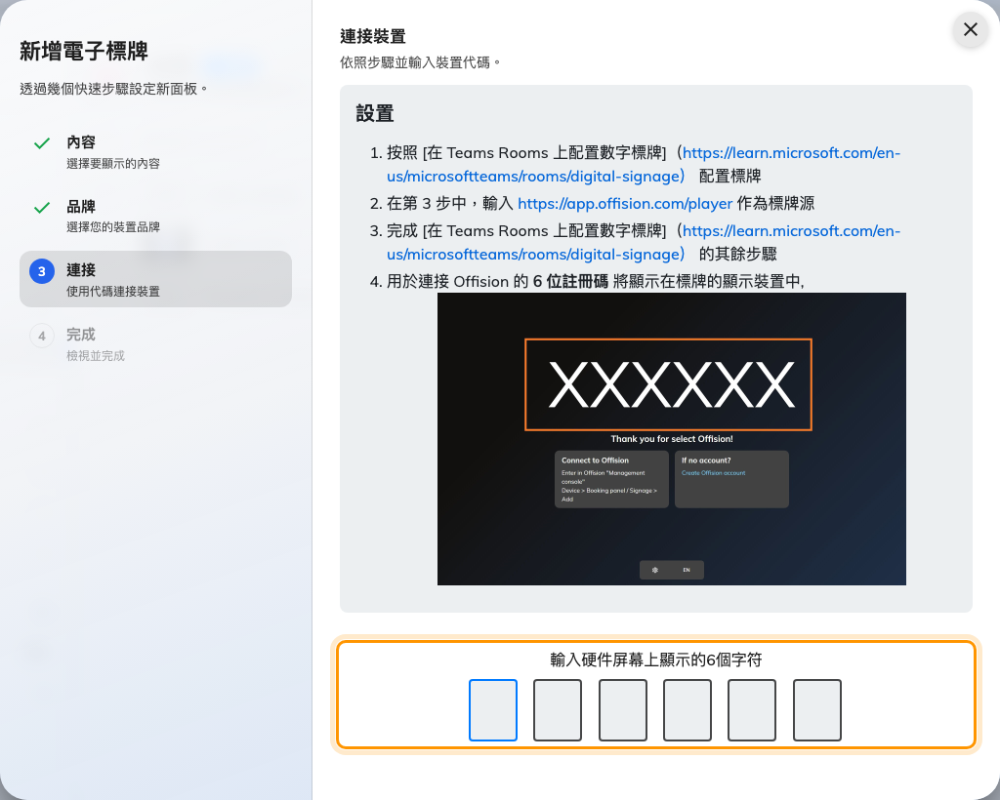 新增電子標牌
透過幾個快速步驟設定新面板。
內容
選擇要顯示的內容
品牌
選擇您的裝置品牌
3
連接
使用代碼連接裝置
4
完成
檢視並完成
連接裝置
依照步驟並輸入裝置代碼。
設置
1. 按照 [在 Teams Rooms 上配置數字標牌]（https://learn.microsoft.com/en-
us/microsoftteams/rooms/digital-signage） 配置標牌
2. 在第 3 步中，輸入 https://app.offision.com/player 作為標牌源
3. 完成 [在 Teams Rooms 上配置數字標牌]（https://learn.microsoft.com/en-
us/microsoftteams/rooms/digital-signage） 的其餘步驟
4. 用於連接 Offision 的 6 位註冊碼 將顯示在標牌的顯示裝置中,
XXXXXX
Thank you for select Offision!
Connect to Offision
Enter in Offision "Management
console"
Device > Booking panel / Signage >
Add
If no account?
Create Offision account
EN
輸入硬件屏幕上顯示的6個字符